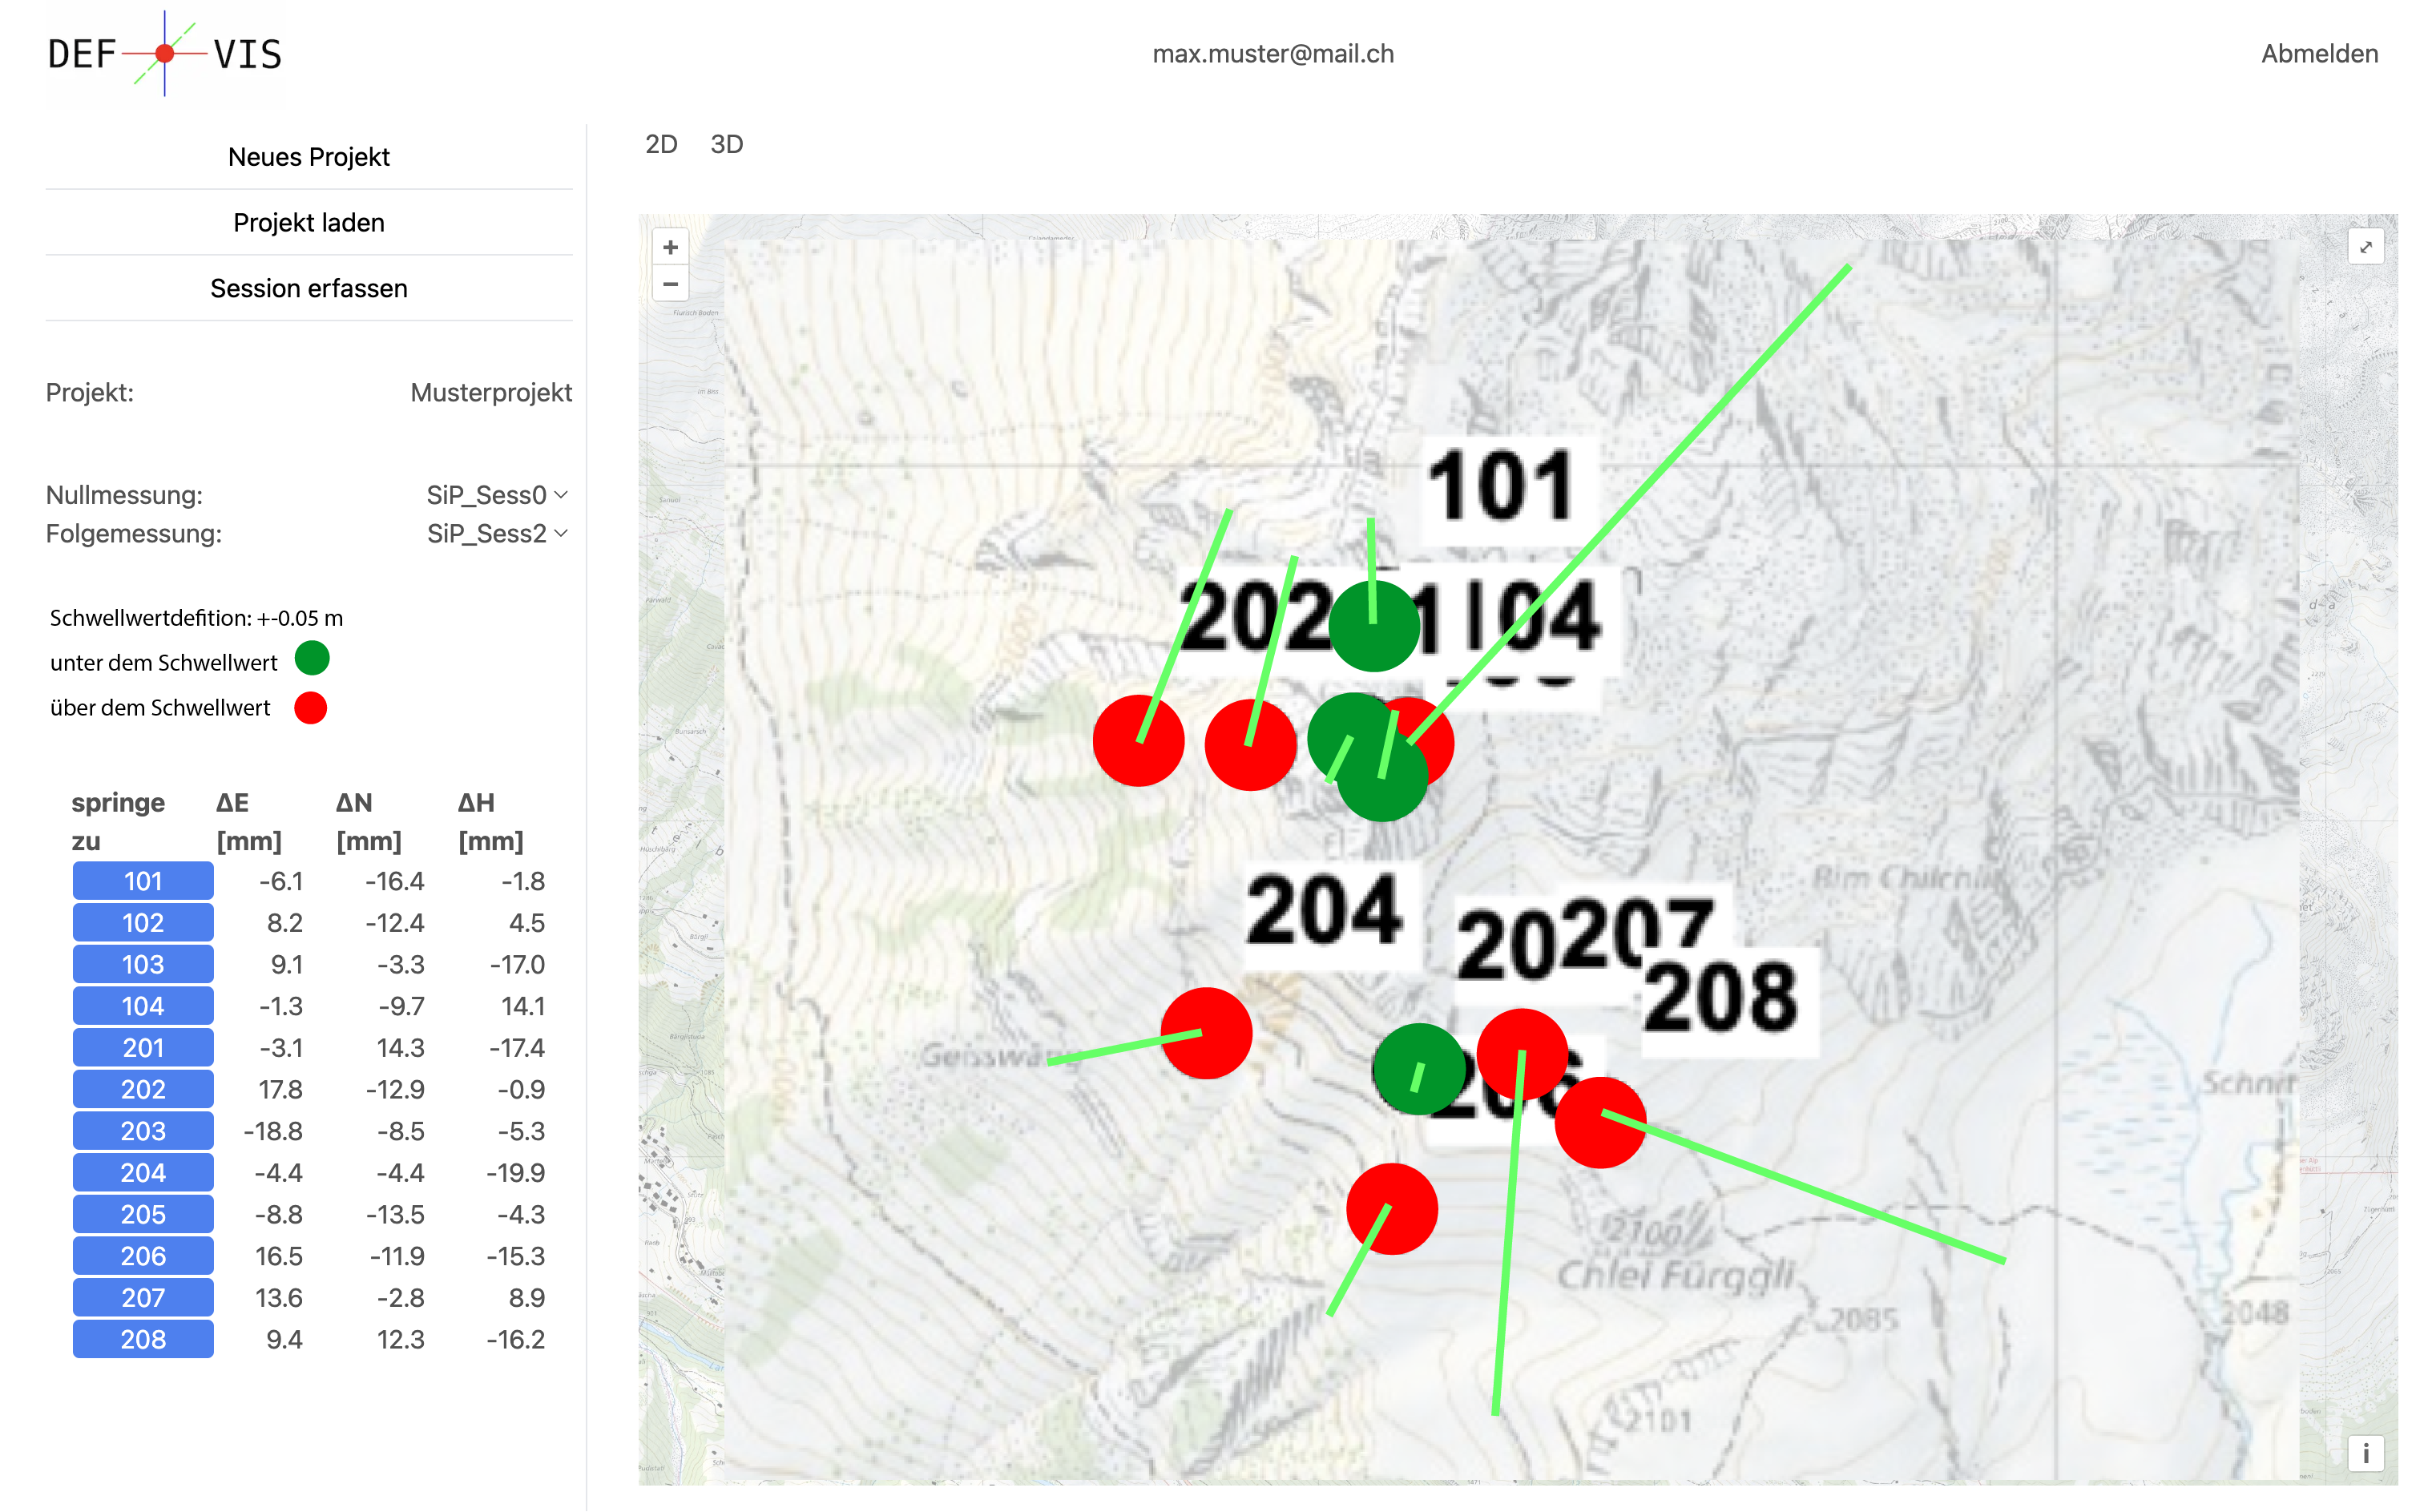 DEF VIS
max.muster@mail.ch
Abmelden
Neues Projekt
Projekt laden
Session erfassen
Projekt: Musterprojekt
Nullmessung: SiP_Sess0
Folgemessung: SiP_Sess2
Schwellwertdefition: +-0.05 m
unter dem Schwellwert
über dem Schwellwert
springe zu ΔE [mm] ΔN [mm] ΔH [mm]
101 -6.1 -16.4 -1.8
102 8.2 -12.4 4.5
103 9.1 -3.3 -17.0
104 -1.3 -9.7 14.1
201 -3.1 14.3 -17.4
202 17.8 -12.9 -0.9
203 -18.8 -8.5 -5.3
204 -4.4 -4.4 -19.9
205 -8.8 -13.5 -4.3
206 16.5 -11.9 -15.3
207 13.6 -2.8 8.9
208 9.4 12.3 -16.2
2D 3D
+
−
101
202
104
204
207
208
206
Rim Chilchli
Geisswäng
Schnit
2100
Chlei Fürggli
2085
2048
2101
i